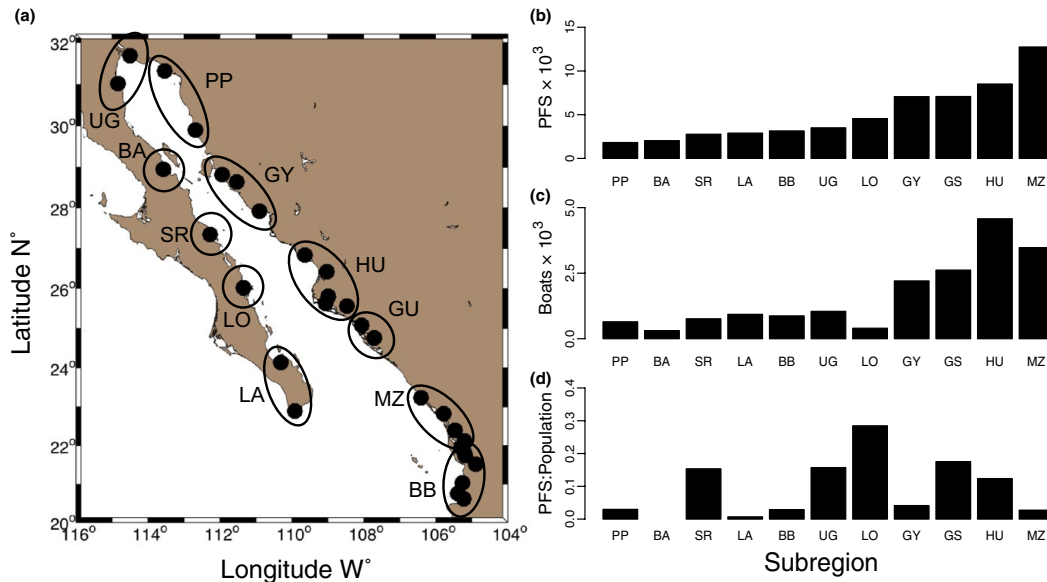 (a)
32°
30°
28°
26°
24°
22°
20°
116°
114°
112°
110°
108°
106°
104°
Latitude N°
Longitude W°
PP
UG
BA
GY
SR
HU
LO
GU
LA
MZ
BB
(b)
PFS × 10³
15
10
5
0
PP BA SR LA BB UG LO GY GS HU MZ
(c)
Boats × 10³
5.0
2.5
0.0
PP BA SR LA BB UG LO GY GS HU MZ
(d)
PFS:Population
0.4
0.3
0.2
0.1
0.0
PP BA SR LA BB UG LO GY GS HU MZ
Subregion